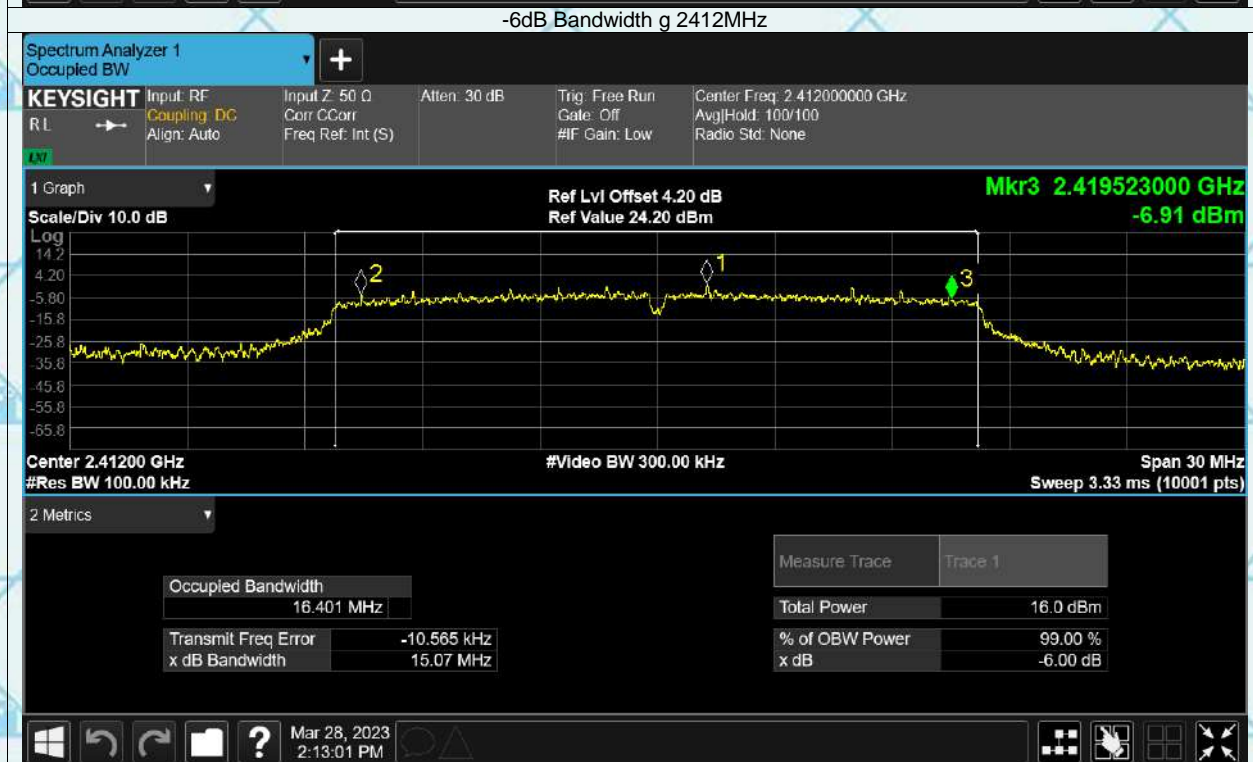 -6dB Bandwidth g 2412MHz
Spectrum Analyzer 1
Occupied BW
+
KEYSIGHT Input: RF Input Z: 50 Ω Atten: 30 dB Trig: Free Run Center Freq: 2.412000000 GHz
RL Coupling: DC Corr CCorr Gate: Off Avg|Hold: 100/100
Align: Auto Freq Ref: Int (S) #IF Gain: Low Radio Std: None
LXI
1 Graph Ref Lvl Offset 4.20 dB Mkr3 2.419523000 GHz
Scale/Div 10.0 dB Ref Value 24.20 dBm -6.91 dBm
Log
14.2
4.20
-5.80
-15.8
-25.8
-35.8
-45.8
-55.8
-65.8
2
1
3
Center 2.41200 GHz #Video BW 300.00 kHz Span 30 MHz
#Res BW 100.00 kHz Sweep 3.33 ms (10001 pts)
2 Metrics
Measure Trace Trace 1
Occupied Bandwidth
16.401 MHz Total Power 16.0 dBm
Transmit Freq Error -10.565 kHz % of OBW Power 99.00 %
x dB Bandwidth 15.07 MHz x dB -6.00 dB
? Mar 28, 2023
2:13:01 PM